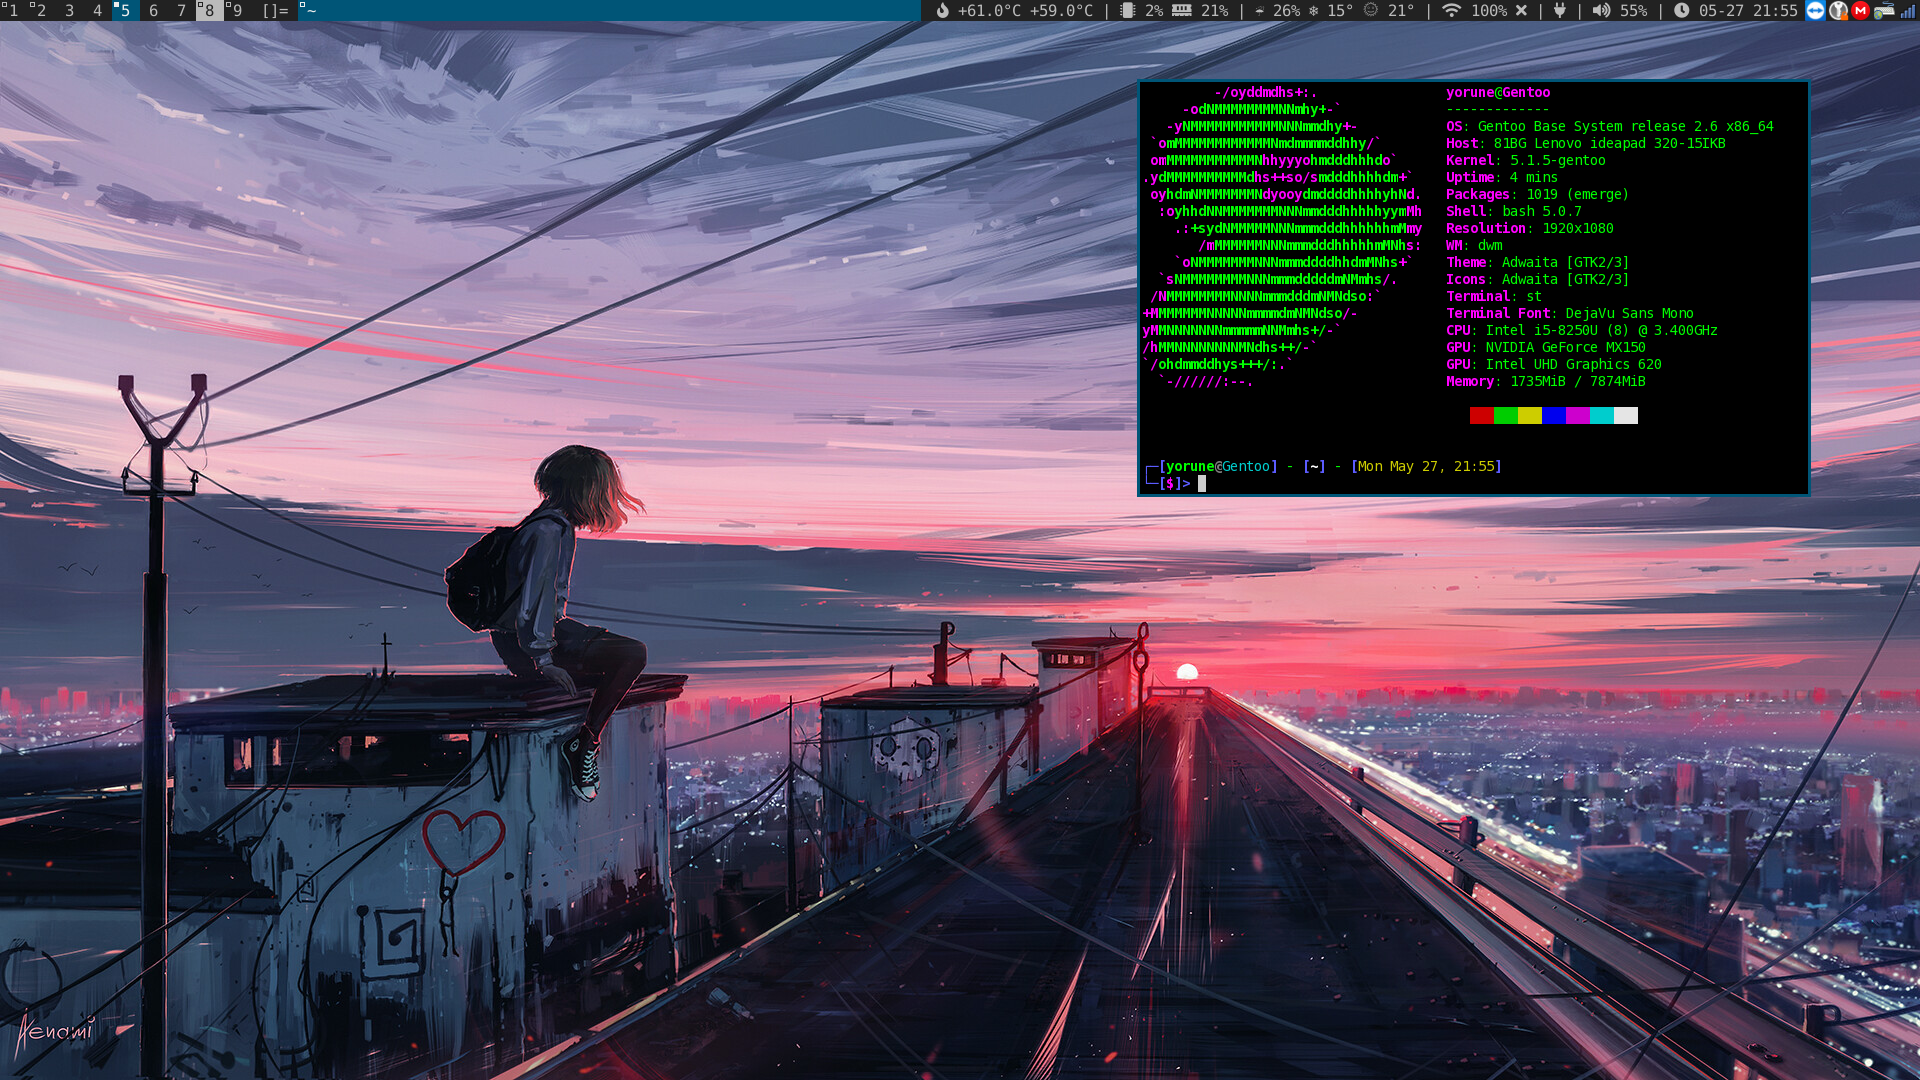 1 2 3 4 5 6 7 8 9 []= ~
+61.0°C +59.0°C | 2% 21% | 26% 15° 21° | 100% | | 55% | 05-27 21:55
-/oyddmdhs+:.
-odNMMMMMMMMNNmhy+-`
-yNMMMMMMMMMMMNNNmmdhy+-
`omMMMMMMMMMMMMNmdmmmmddhhy/`
omMMMMMMMMMMMNhhyyyohmdddhhhdo`
.ydMMMMMMMMMMdhs++so/smdddhhhhdm+`
oyhdmNMMMMMMMNdyooydmddddhhhhyhNd.
:oyhhdNNMMMMMMMNNNmmdddhhhhhyymMh
.:+sydNMMMMMNNNmmmdddhhhhhhmMmy
/mMMMMMMNNNmmmdddhhhhhmMNhs:
`oNMMMMMMMNNNmmmddddhhdmMNhs+`
`sNMMMMMMMMNNNmmmdddddmNMmhs/.
/NMMMMMMMMNNNNmmmdddmNMNdso:`
+MMMMMMMNNNNNmmmmdmNMNdso/-
yMMNNNNNNNmmmmmNNMmhs+/-`
/hMMNNNNNNNNMNdhs++/-`
`/ohdmmddhys+++/:.`
`-//////:--.
yorune@Gentoo
-------------
OS: Gentoo Base System release 2.6 x86_64
Host: 81BG Lenovo ideapad 320-15IKB
Kernel: 5.1.5-gentoo
Uptime: 4 mins
Packages: 1019 (emerge)
Shell: bash 5.0.7
Resolution: 1920x1080
WM: dwm
Theme: Adwaita [GTK2/3]
Icons: Adwaita [GTK2/3]
Terminal: st
Terminal Font: DejaVu Sans Mono
CPU: Intel i5-8250U (8) @ 3.400GHz
GPU: NVIDIA GeForce MX150
GPU: Intel UHD Graphics 620
Memory: 1735MiB / 7874MiB
┌─[yorune@Gentoo] - [~] - [Mon May 27, 21:55]
└─[$]>
Aenami